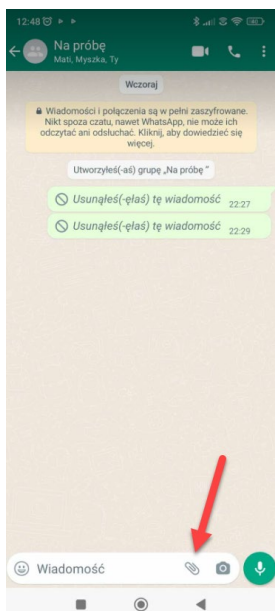 12:48
Na próbę
Mati, Myszka, Ty
Wczoraj
Wiadomości i połączenia są w pełni zaszyfrowane.
Nikt spoza czatu, nawet WhatsApp, nie może ich
odczytać ani odsłuchać. Kliknij, aby dowiedzieć się
więcej.
Utworzyłeś(-aś) grupę „Na próbę ”
Usunąłeś(-ęłaś) tę wiadomość 22:27
Usunąłeś(-ęłaś) tę wiadomość 22:29
Wiadomość